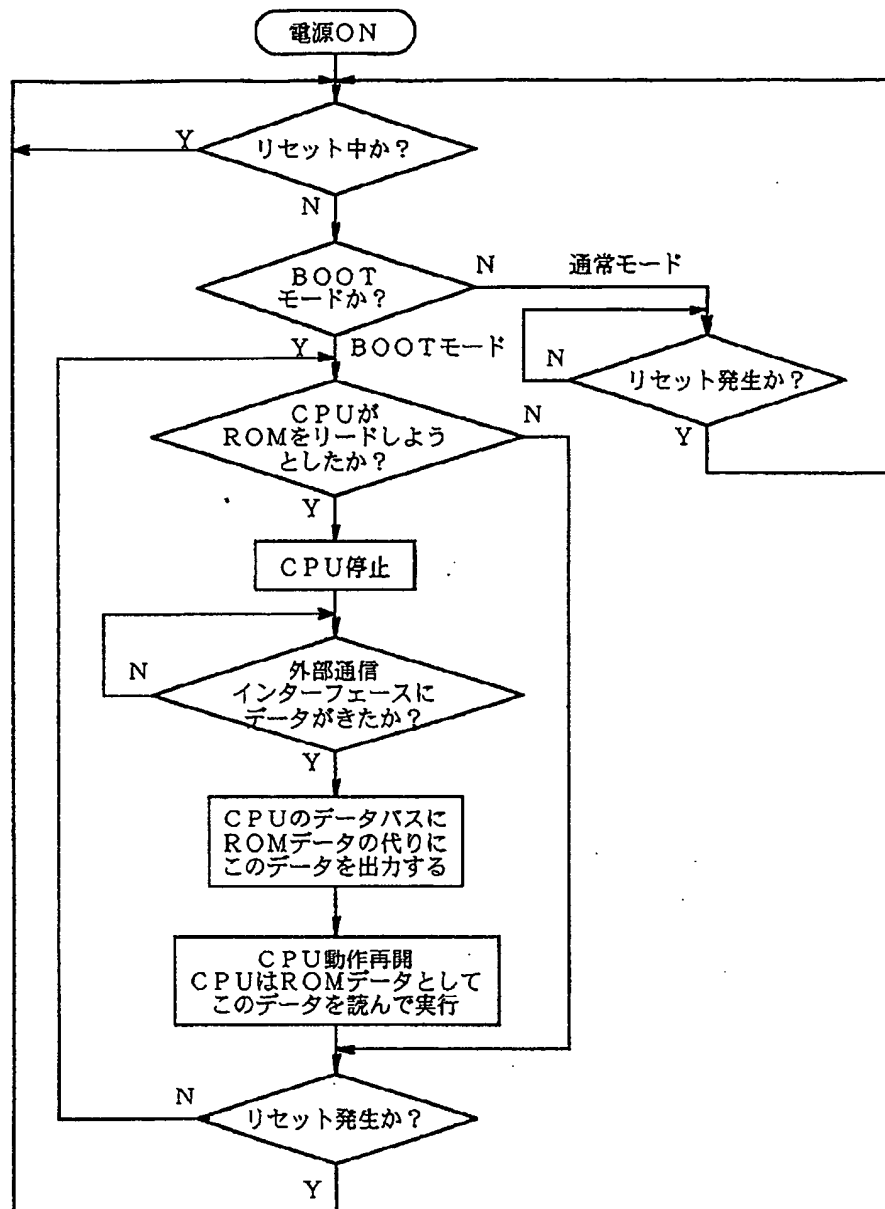 電源ON
Y
リセット中か？
N
BOOT
モードか？
N
通常モード
Y
BOOTモード
N
リセット発生か？
Y
CPUが
ROMをリードしよう
としたか？
N
Y
CPU停止
N
外部通信
インターフェースに
データがきたか？
Y
CPUのデータバスに
ROMデータの代りに
このデータを出力する
CPU動作再開
CPUはROMデータとして
このデータを読んで実行
N
リセット発生か？
Y